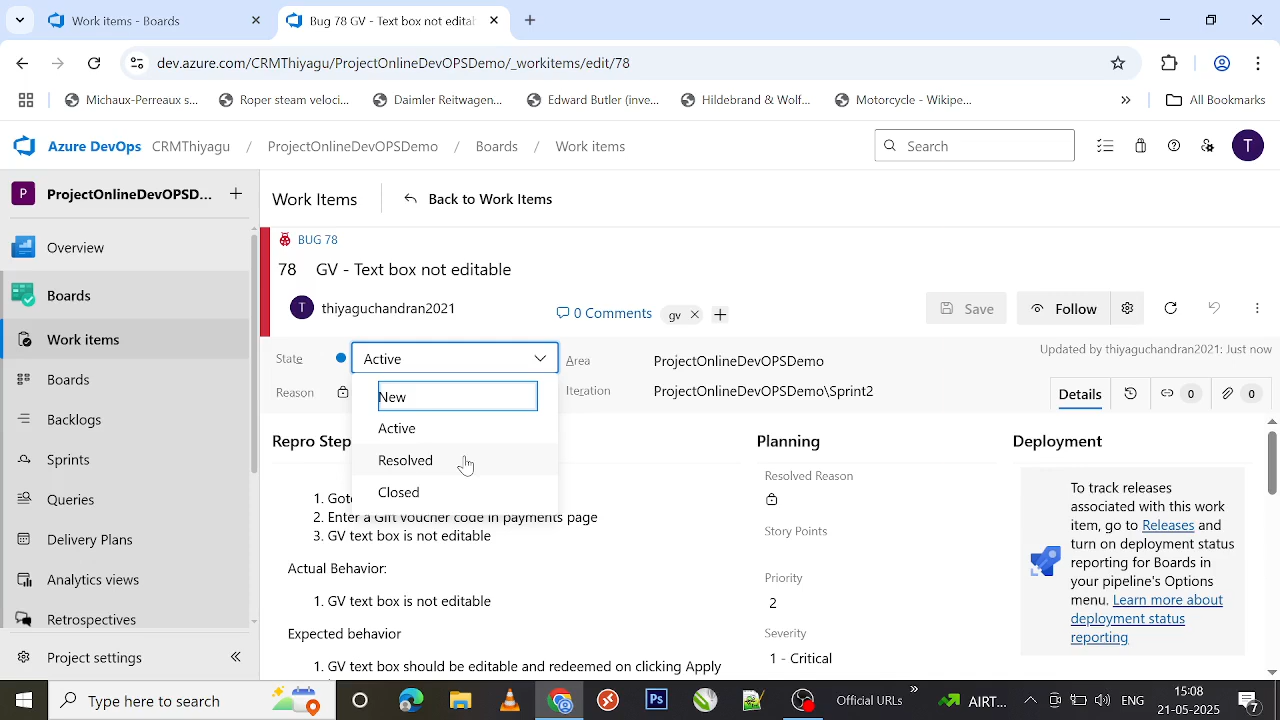 Work items - Boards
Bug 78 GV - Text box not edita
dev.azure.com/CRMThiyagu/ProjectOnlineDevOPSDemo/_workitems/edit/78
Michaux-Perreaux s...
Roper steam veloci...
Daimler Reitwagen...
Edward Butler (inve...
Hildebrand & Wolf...
Motorcycle - Wikipe...
All Bookmarks
Azure DevOps CRMThiyagu / ProjectOnlineDevOPSDemo / Boards / Work items
Search
T
P ProjectOnlineDevOPSD...
Work Items
Back to Work Items
Overview
Boards
Work items
Boards
Backlogs
Sprints
Queries
Delivery Plans
Analytics views
Retrospectives
Project settings
BUG 78
78 GV - Text box not editable
T thiyaguchandran2021
0 Comments
gv
Save
Follow
State
Active
Area
ProjectOnlineDevOPSDemo
Updated by thiyaguchandran2021: Just now
Reason
Iteration
ProjectOnlineDevOPSDemo\Sprint2
Details
0
0
New
Active
Resolved
Closed
Repro Step
1. Goto
2. Enter a Gift voucher code in payments page
3. GV text box is not editable
Actual Behavior:
1. GV text box is not editable
Expected behavior
1. GV text box should be editable and redeemed on clicking Apply
Planning
Resolved Reason
Story Points
Priority
2
Severity
1 - Critical
Deployment
To track releases
associated with this work
item, go to Releases and
turn on deployment status
reporting for Boards in
your pipeline's Options
menu. Learn more about
deployment status
reporting
Type here to search
Official URLs
AIRT...
ENG
15:08
21-05-2025
7